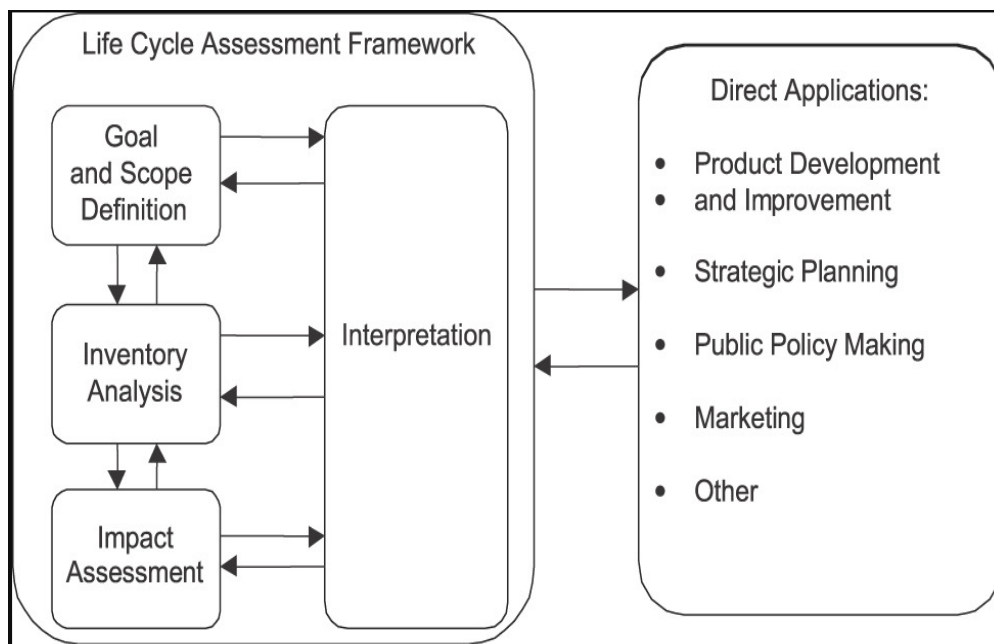 Life Cycle Assessment Framework
Goal
and Scope
Definition
Inventory
Analysis
Impact
Assessment
Interpretation
Direct Applications:
• Product Development
• and Improvement
• Strategic Planning
• Public Policy Making
• Marketing
• Other